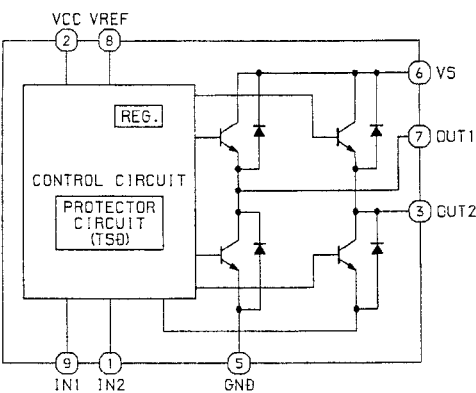 VCC VREF
2 8
6 VS
REG.
7 OUT1
CONTROL CIRCUIT
PROTECTOR
CIRCUIT
(TSD)
3 OUT2
9 1 5
IN1 IN2 GND